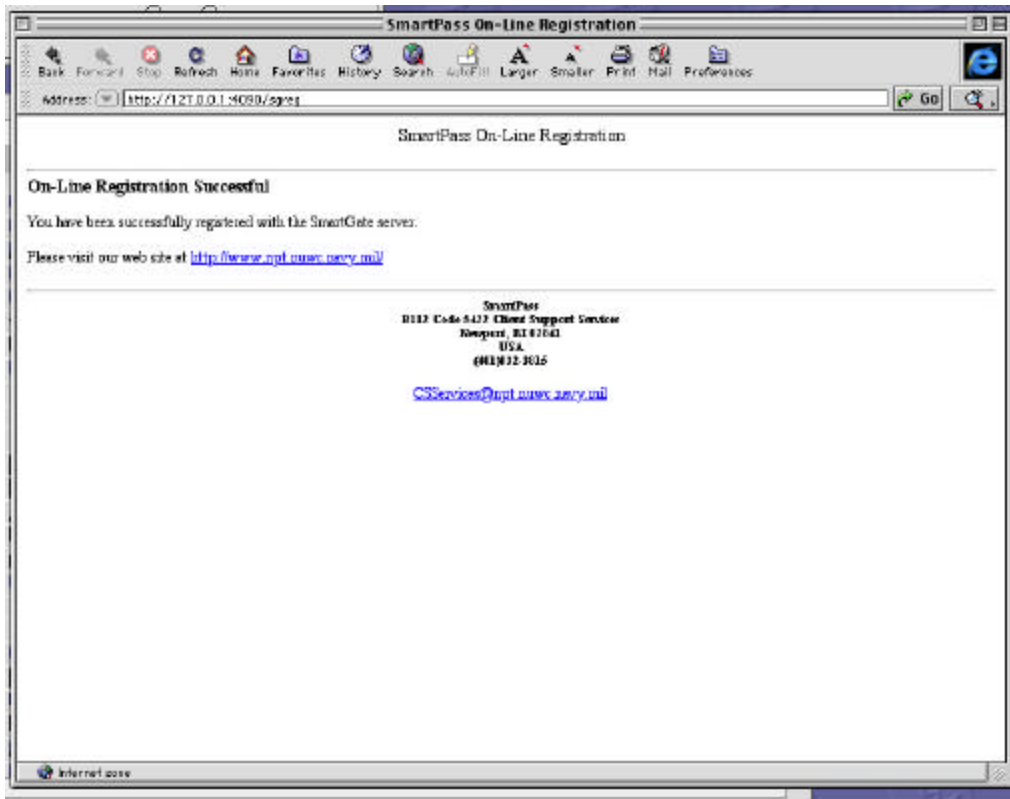 SmartPass On-Line Registration
Back Forward Stop Refresh Home Favorites History Search AutoFill Larger Smaller Print Mail Preferences
Address: http://127.0.0.1:4090/sgreg
Go
SmartPass On-Line Registration
On-Line Registration Successful
You have been successfully registered with the SmartGate server.
Please visit our web site at http://www.npt.nuwc.navy.mil/
SmartPass
Code 5422 Client Support Services
Newport, RI
USA
CSServices@npt.nuwc.navy.mil
Internet zone